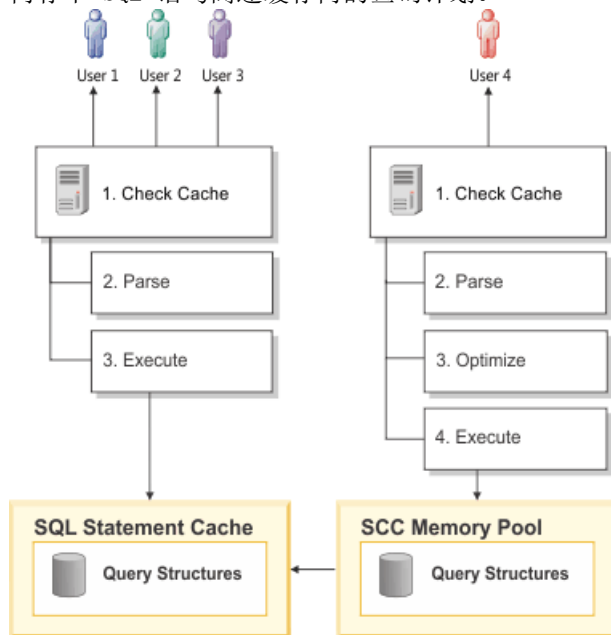 User 1
User 2
User 3
User 4
1. Check Cache
2. Parse
3. Execute
1. Check Cache
2. Parse
3. Optimize
4. Execute
SQL Statement Cache
Query Structures
SCC Memory Pool
Query Structures